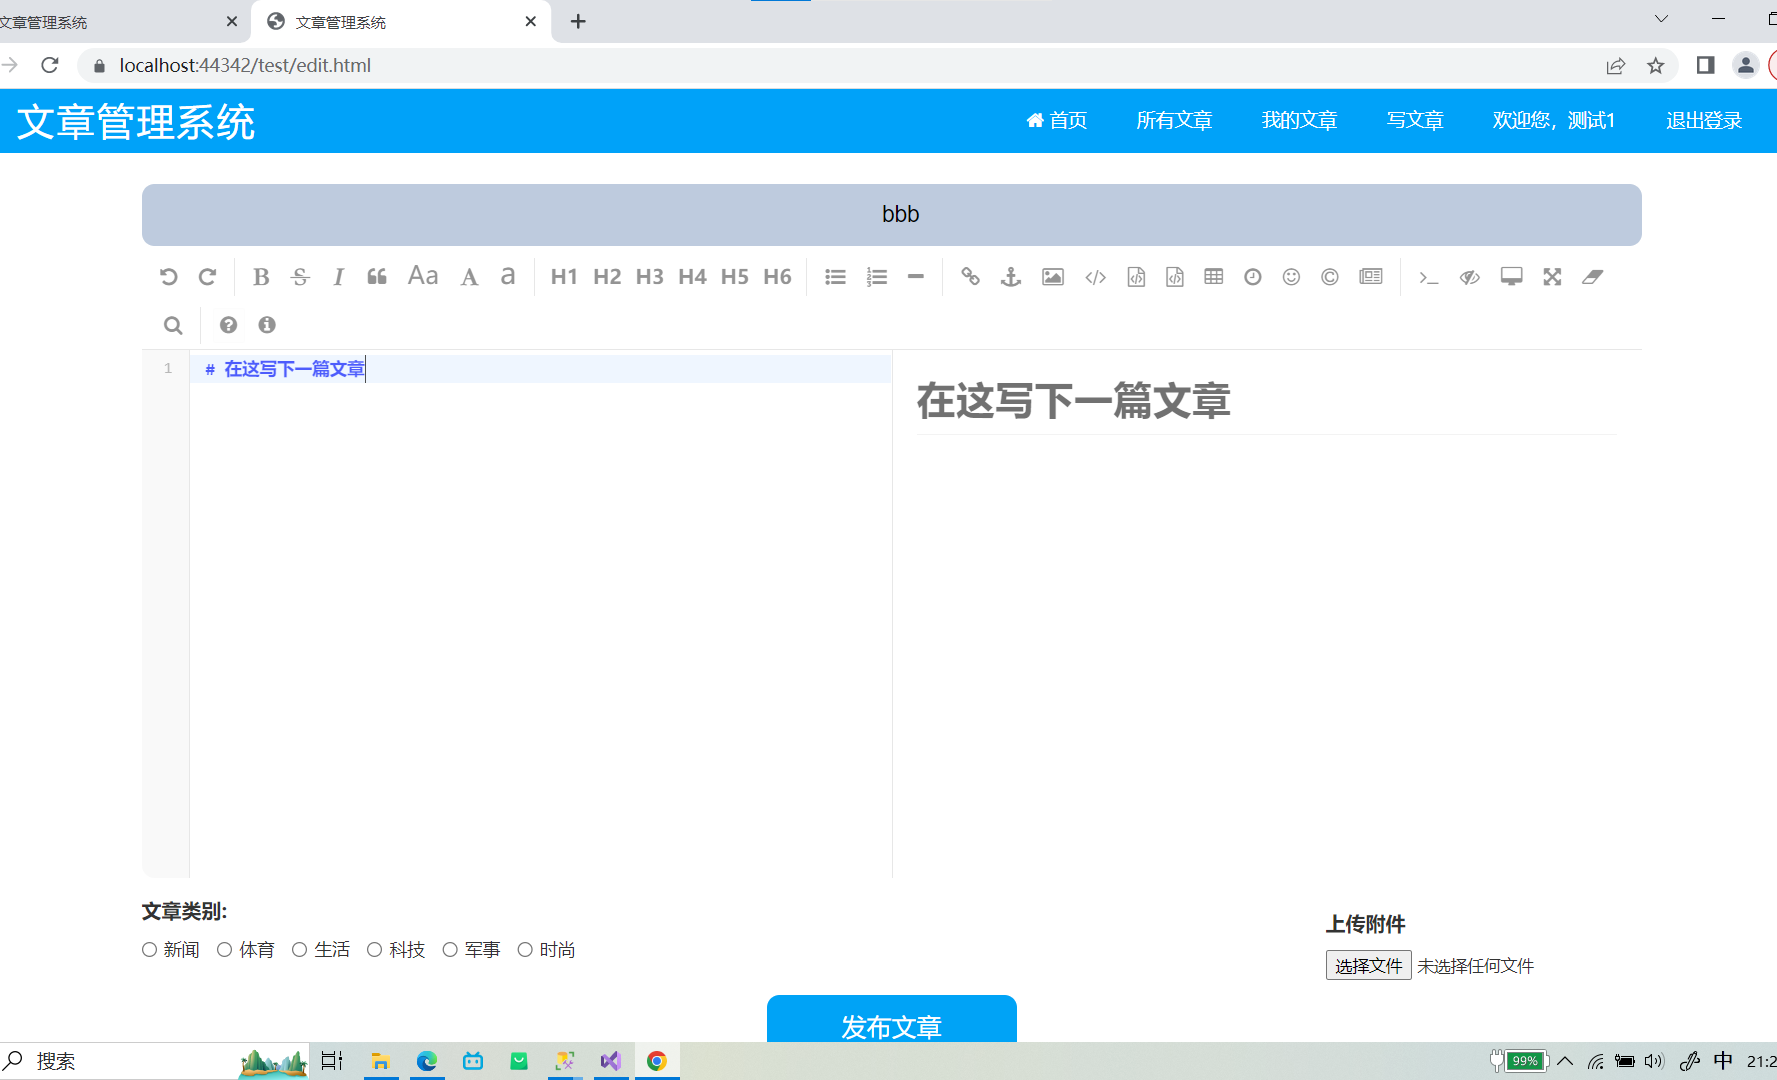 文章管理系统
文章管理系统
localhost:44342/test/edit.html
文章管理系统 首页 所有文章 我的文章 写文章 欢迎您，测试1 退出登录
bbb
B S I Aa A a H1 H2 H3 H4 H5 H6
1 # 在这写下一篇文章
在这写下一篇文章
文章类别:
新闻 体育 生活 科技 军事 时尚
上传附件
选择文件 未选择任何文件
发布文章
搜索
99% 中 21:2